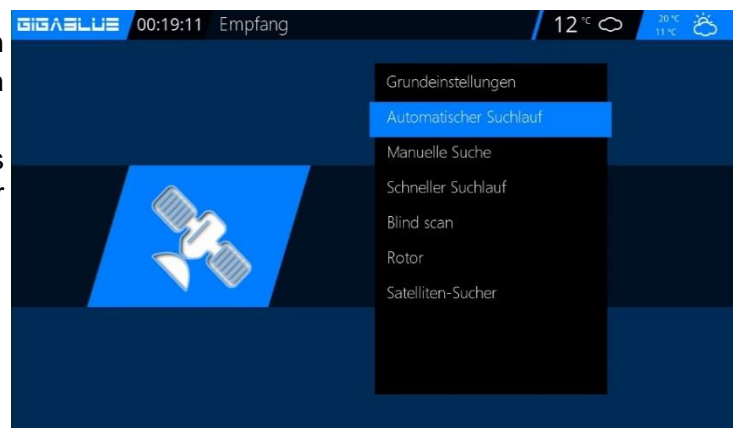 GIGABLUE 00:19:11 Empfang 12 °C 20 °C
11 °C
Grundeinstellungen
Automatischer Suchlauf
Manuelle Suche
Schneller Suchlauf
Blind scan
Rotor
Satelliten-Sucher